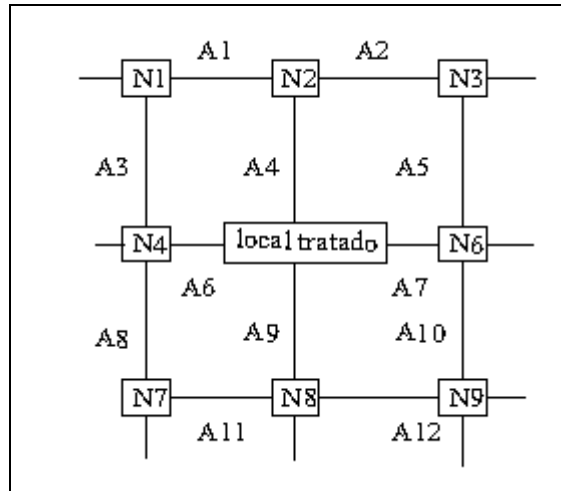 A1 A2
N1 N2 N3
A3 A4 A5
N4 local tratado N6
A6 A7
A8 A9 A10
N7 N8 N9
A11 A12